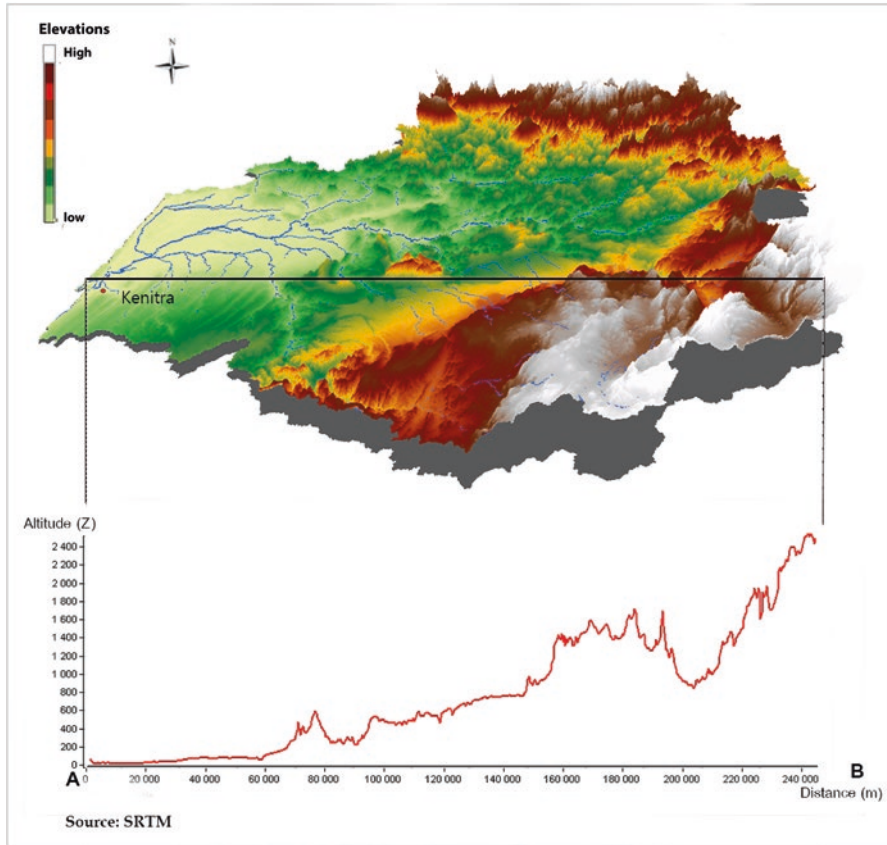 Elevations
High
N
low
Kenitra
Altitude (Z)
2 400
2 200
2 000
1 800
1 600
1 400
1 200
1 000
800
600
400
200
0
A
B
0 20 000 40 000 60 000 80 000 100 000 120 000 140 000 160 000 180 000 200 000 220 000 240 000
Distance (m)
Source: SRTM